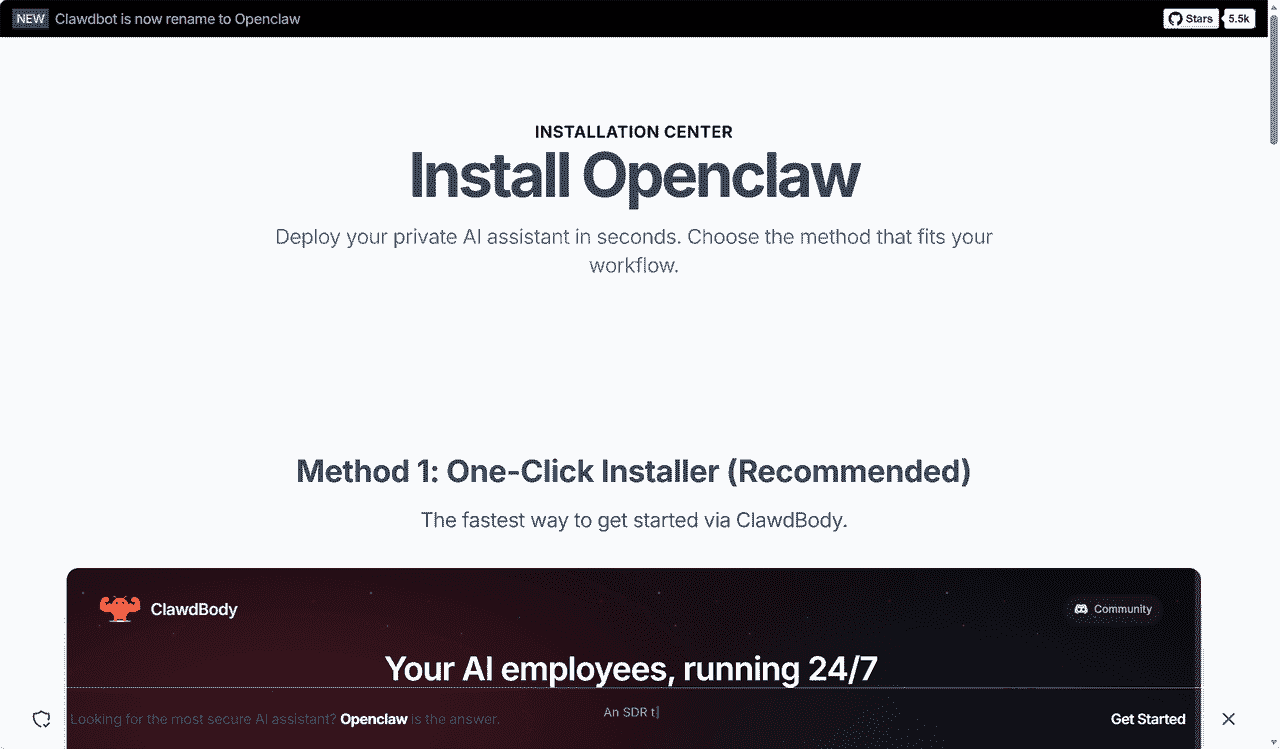 NEW Clawdbot is now rename to Openclaw
Stars 5.5k
INSTALLATION CENTER
Install Openclaw
Deploy your private AI assistant in seconds. Choose the method that fits your
workflow.
Method 1: One-Click Installer (Recommended)
The fastest way to get started via ClawdBody.
ClawdBody
Community
Your AI employees, running 24/7
An SDR t
Looking for the most secure AI assistant? Openclaw is the answer.
Get Started